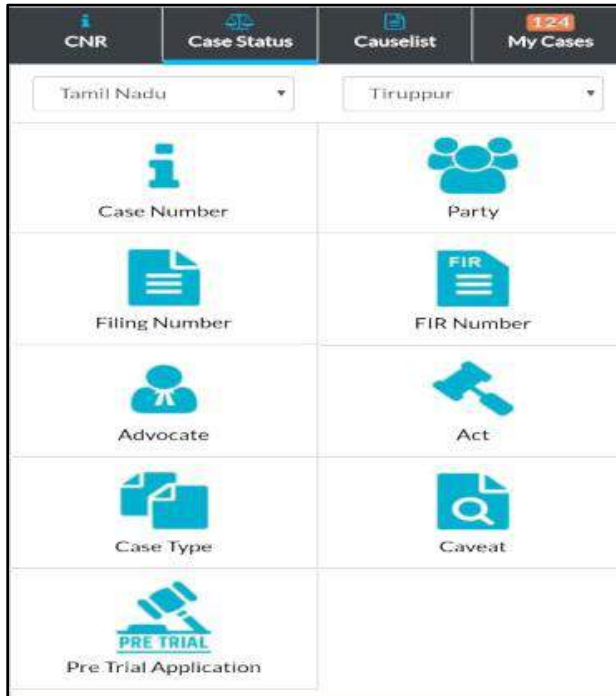 CNR
Case Status
Causelist
124
My Cases
Tamil Nadu
Tiruppur
Case Number
Party
Filing Number
FIR
FIR Number
Advocate
Act
Case Type
Caveat
PRE TRIAL
Pre Trial Application